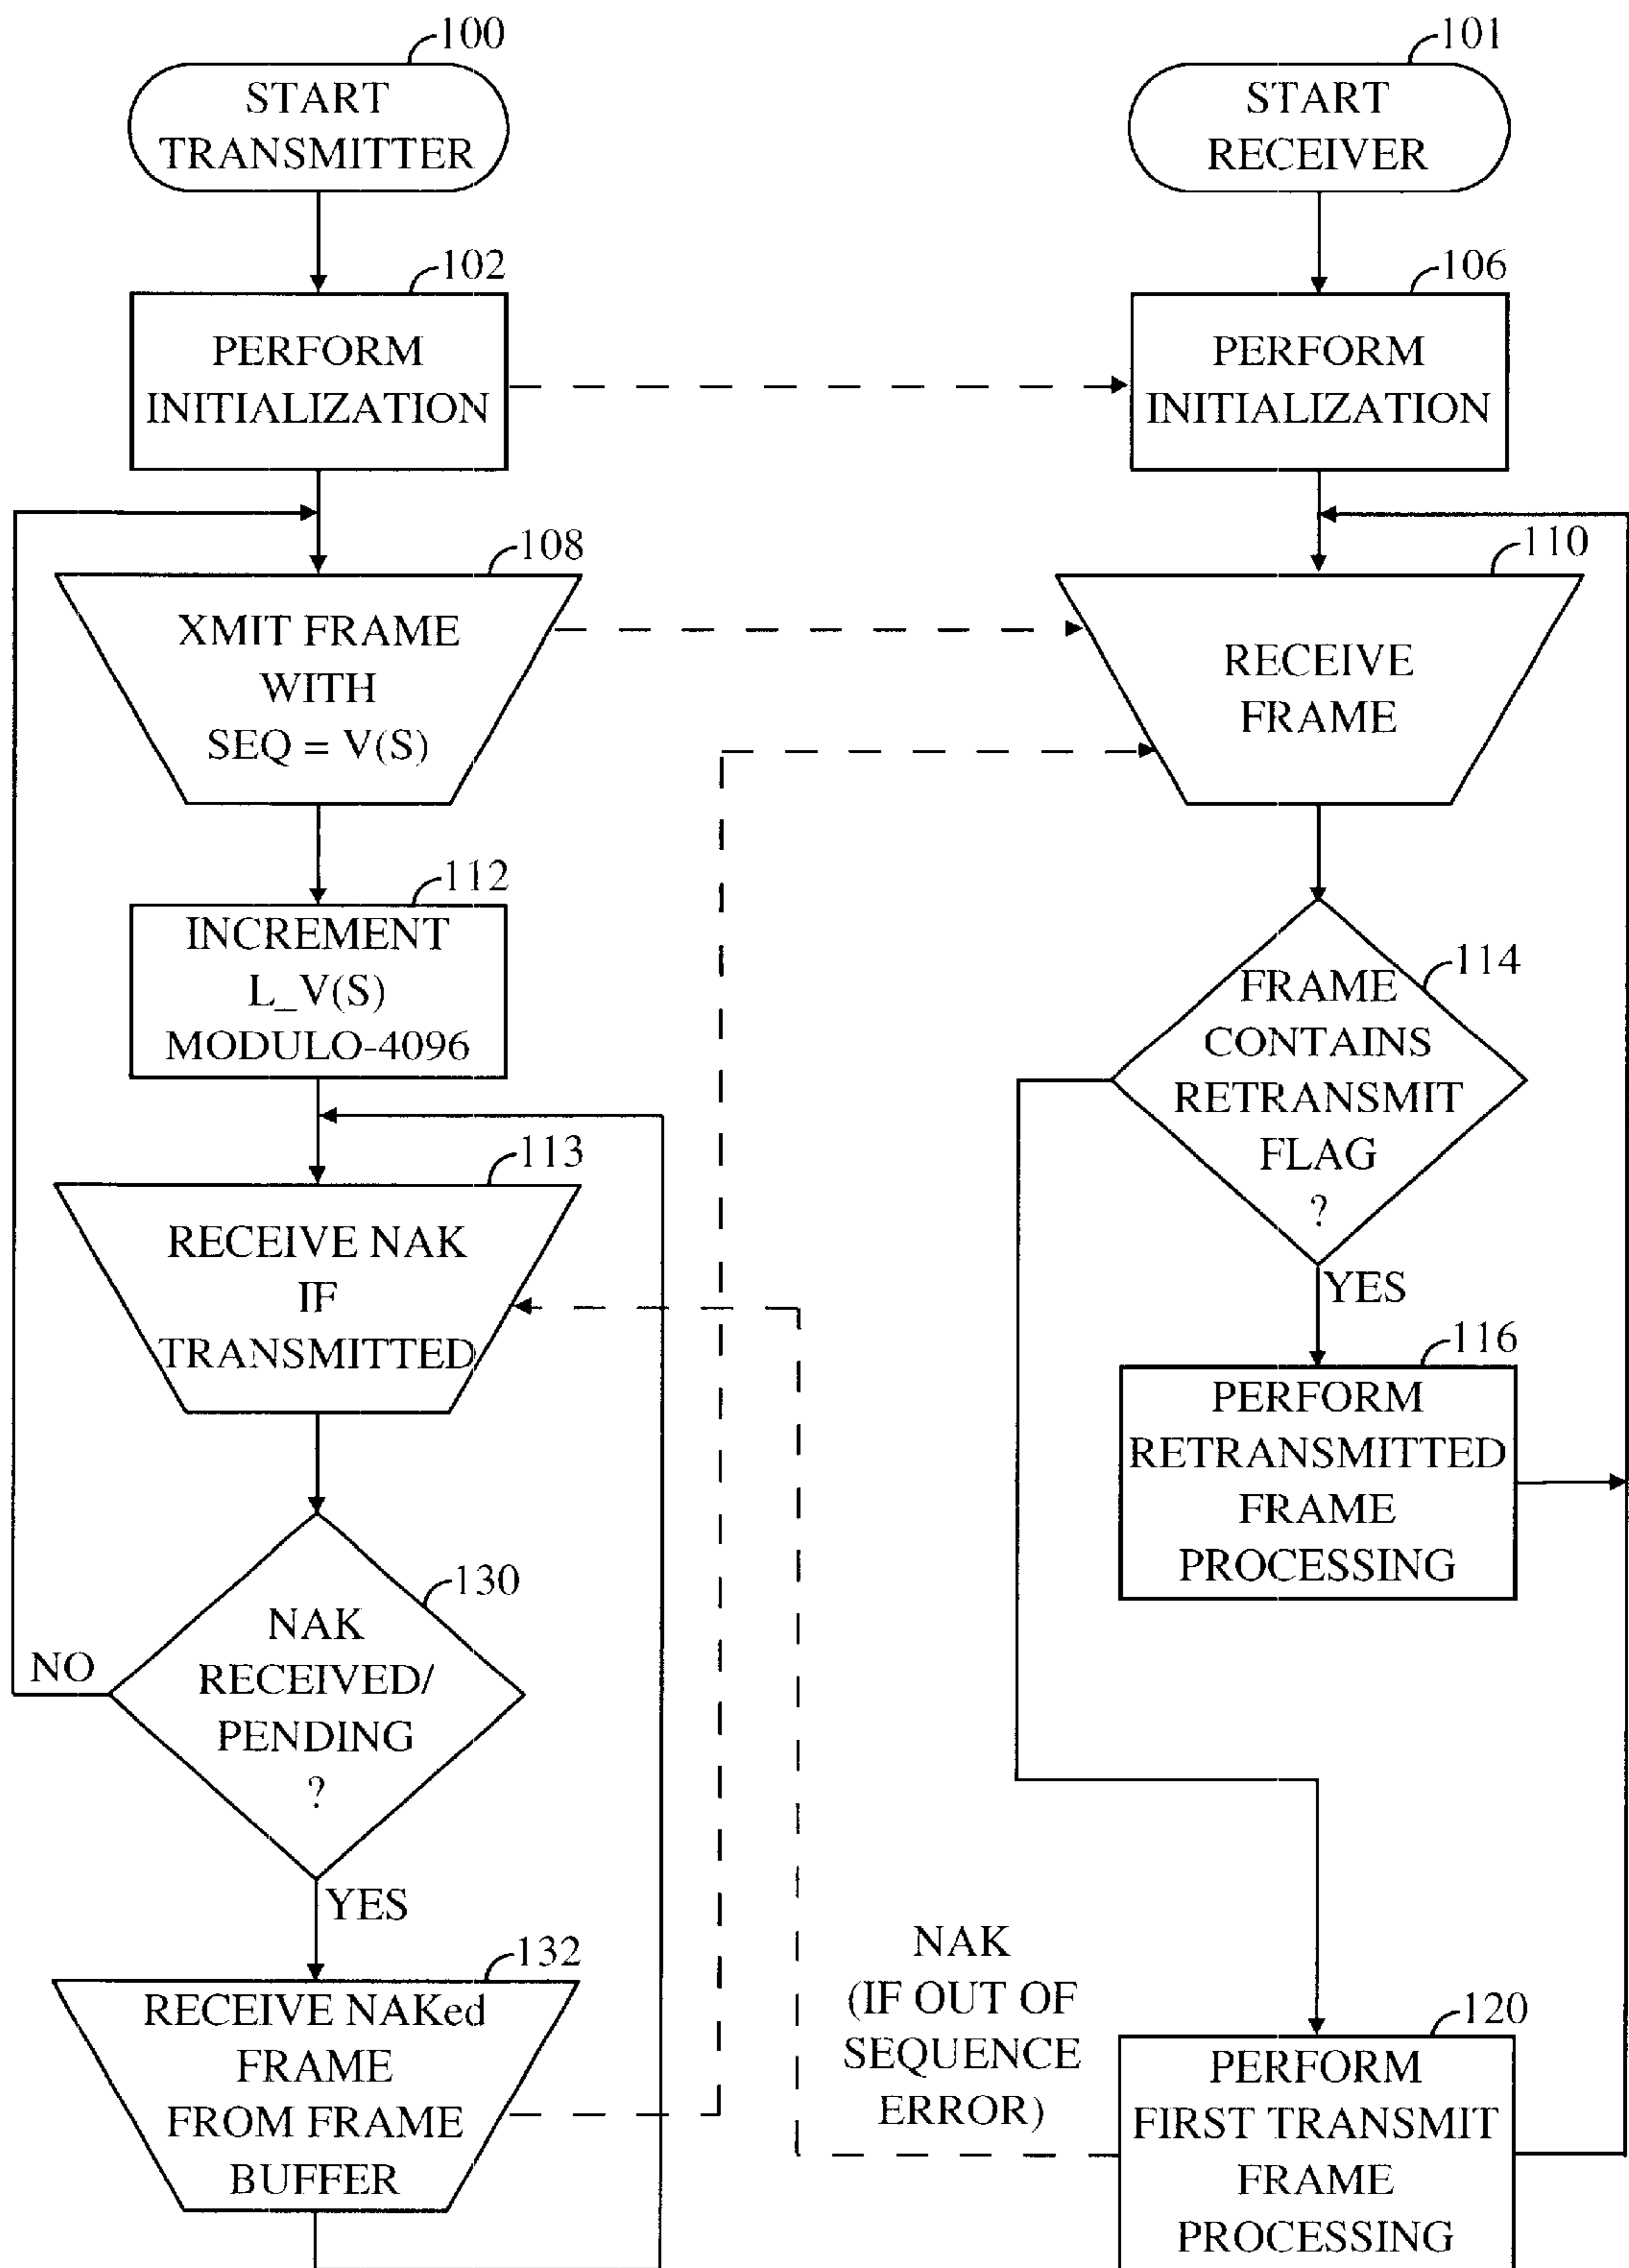 100
START
TRANSMITTER
102
PERFORM
INITIALIZATION
108
XMIT FRAME
WITH
SEQ = V(S)
112
INCREMENT
L_V(S)
MODULO-4096
113
RECEIVE NAK
IF
TRANSMITTED
130
NAK
RECEIVED/
PENDING
?
NO
YES
132
RECEIVE NAKed
FRAME
FROM FRAME
BUFFER
101
START
RECEIVER
106
PERFORM
INITIALIZATION
110
RECEIVE
FRAME
114
FRAME
CONTAINS
RETRANSMIT
FLAG
?
YES
116
PERFORM
RETRANSMITTED
FRAME
PROCESSING
NAK
(IF OUT OF
SEQUENCE
ERROR)
120
PERFORM
FIRST TRANSMIT
FRAME
PROCESSING